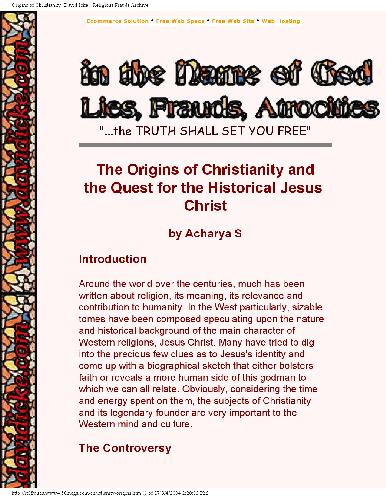 Origins of Christianity David Icke - Religious Frauds Archive
Ecommerce Solution * Free Web Space * Free Web Site * Web Hosting
in the Name of God
Lies, Frauds, Atrocities
"...the TRUTH SHALL SET YOU FREE"
The Origins of Christianity and
the Quest for the Historical Jesus
Christ
by Acharya S
Introduction
Around the world over the centuries, much has been
written about religion, its meaning, its relevance and
contribution to humanity. In the West particularly, sizable
tomes have been composed speculating upon the nature
and historical background of the main character of
Western religions, Jesus Christ. Many have tried to dig
into the precious few clues as to Jesus's identity and
come up with a biographical sketch that either bolsters
faith or reveals a more human side of this godman to
which we can all relate. Obviously, considering the time
and energy spent on them, the subjects of Christianity
and its legendary founder are very important to the
Western mind and culture.
The Controversy
www.davidicke.com
davidicke.com